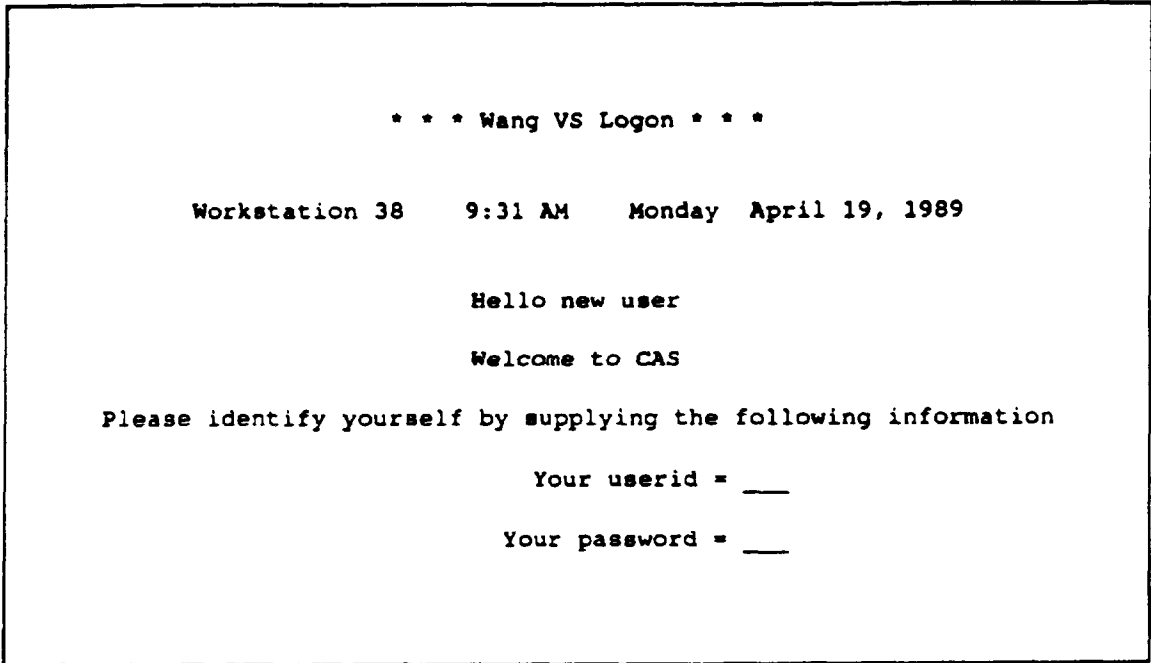 * * * Wang VS Logon * * *
Workstation 38 9:31 AM Monday April 19, 1989
Hello new user
Welcome to CAS
Please identify yourself by supplying the following information
Your userid = ___
Your password = ___